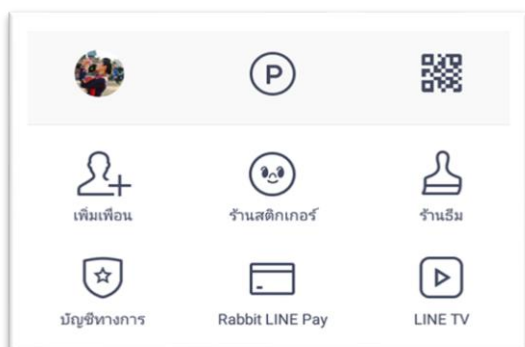 P
เพิ่มเพื่อน ร้านสติกเกอร์ ร้านธีม
บัญชีทางการ Rabbit LINE Pay LINE TV